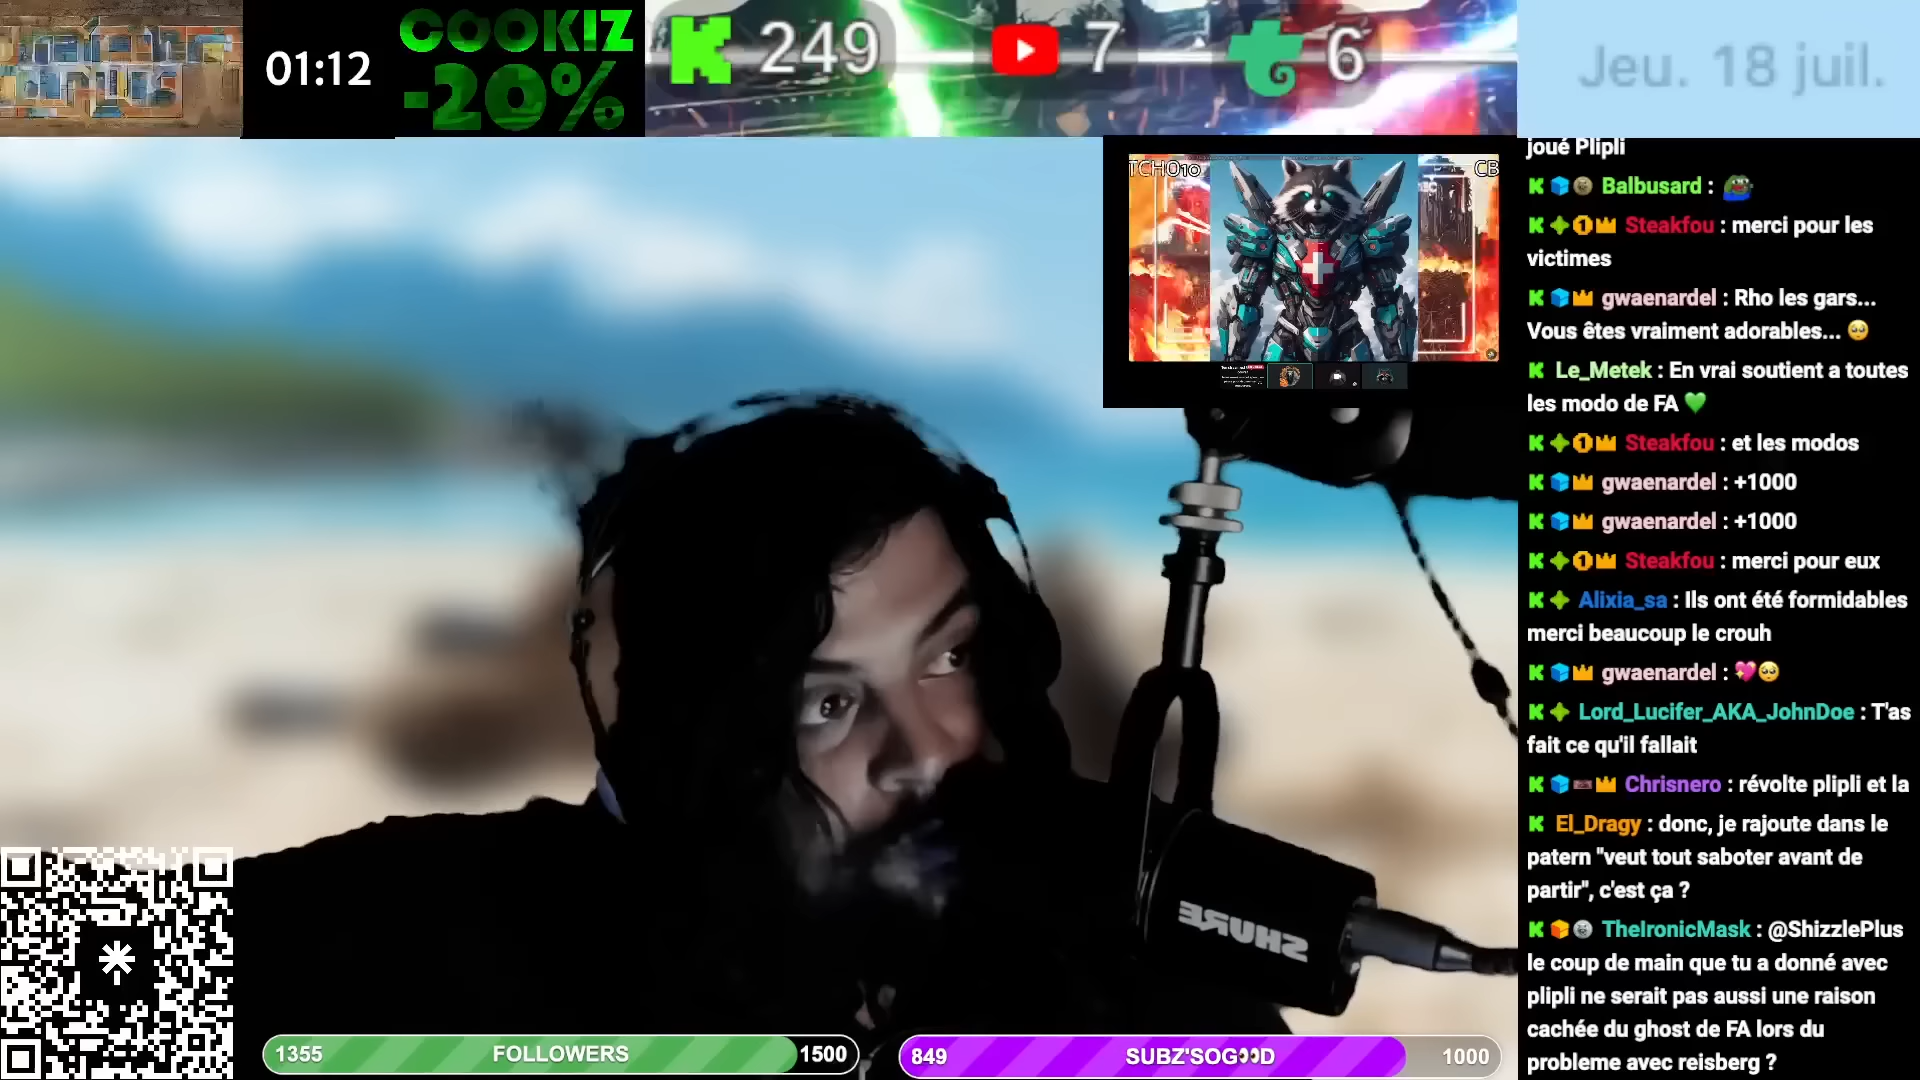 01:12
COOKIZ
-20%
249
7
6
Jeu. 18 juil.
TCHO10
CB
joué Plipli
Balbusard :
Steakfou : merci pour les
victimes
gwaenardel : Rho les gars...
Vous êtes vraiment adorables... 🥺
Le_Metek : En vrai soutient a toutes
les modo de FA 💚
Steakfou : et les modos
gwaenardel : +1000
gwaenardel : +1000
Steakfou : merci pour eux
Alixia_sa : Ils ont été formidables
merci beaucoup le crouh
gwaenardel : 💖🥺
Lord_Lucifer_AKA_JohnDoe : T'as
fait ce qu'il fallait
Chrisnero : révolte plipli et la
El_Dragy : donc, je rajoute dans le
patern "veut tout saboter avant de
partir", c'est ça ?
TheIronicMask : @ShizzlePlus
le coup de main que tu a donné avec
plipli ne serait pas aussi une raison
cachée du ghost de FA lors du
probleme avec reisberg ?
SHURE
1355 FOLLOWERS 1500
849 SUBZ'SOG👀D 1000